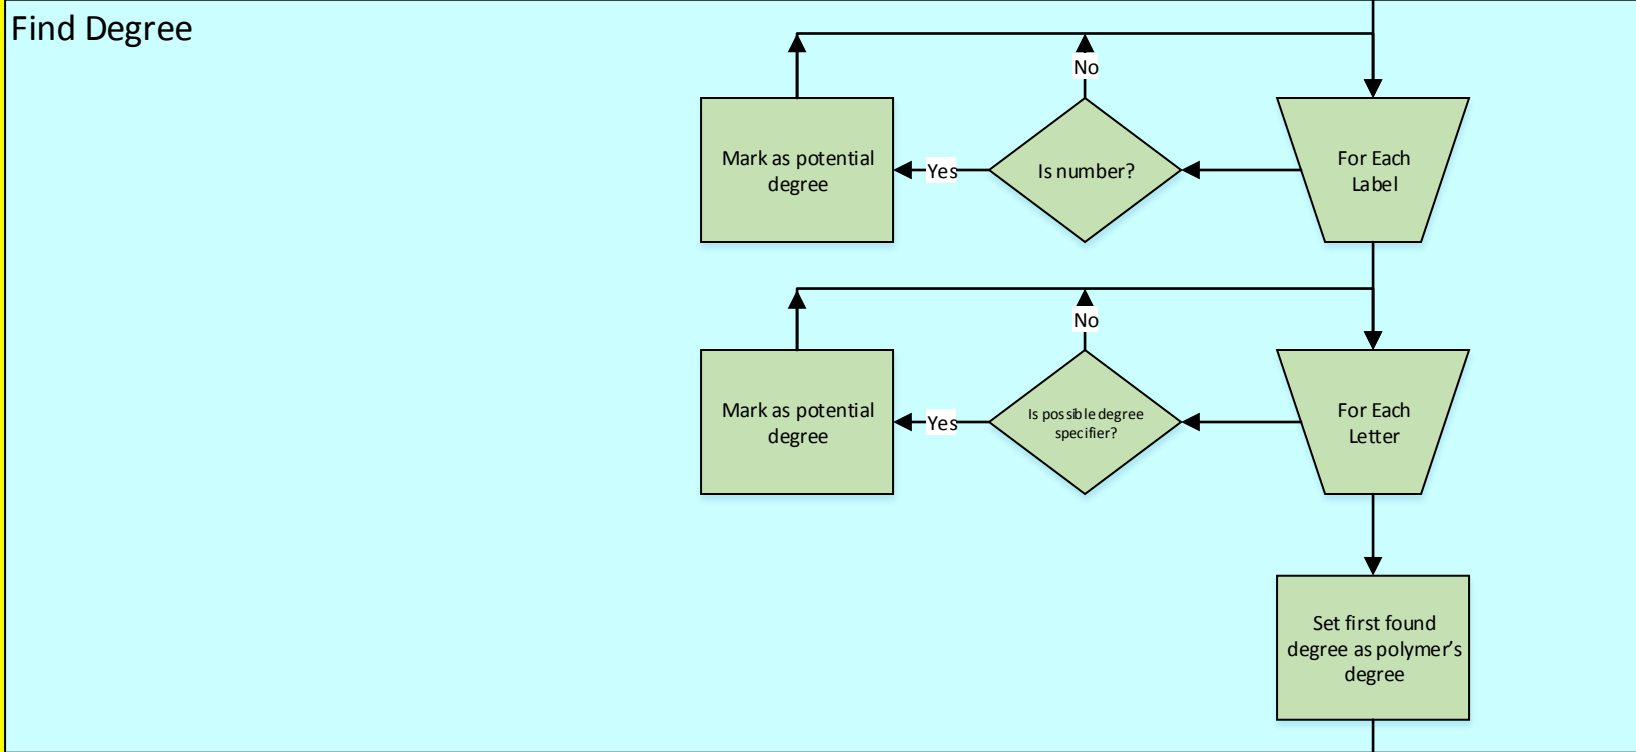 Find Degree
No
Mark as potential
degree
Yes
Is number?
For Each
Label
No
Mark as potential
degree
Yes
Is possible degree
specifier?
For Each
Letter
Set first found
degree as polymer’s
degree